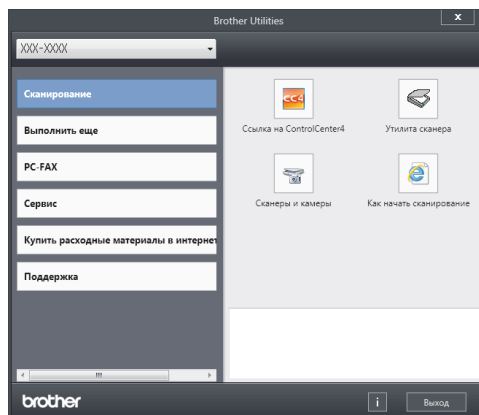 Brother Utilities
X
XXX-XXXX
Сканирование
Выполнить еще
PC-FAX
Сервис
Купить расходные материалы в интернет
Поддержка
CC4
Ссылка на ControlCenter4
Утилита сканера
Сканеры и камеры
Как начать сканирование
brother
i
Выход